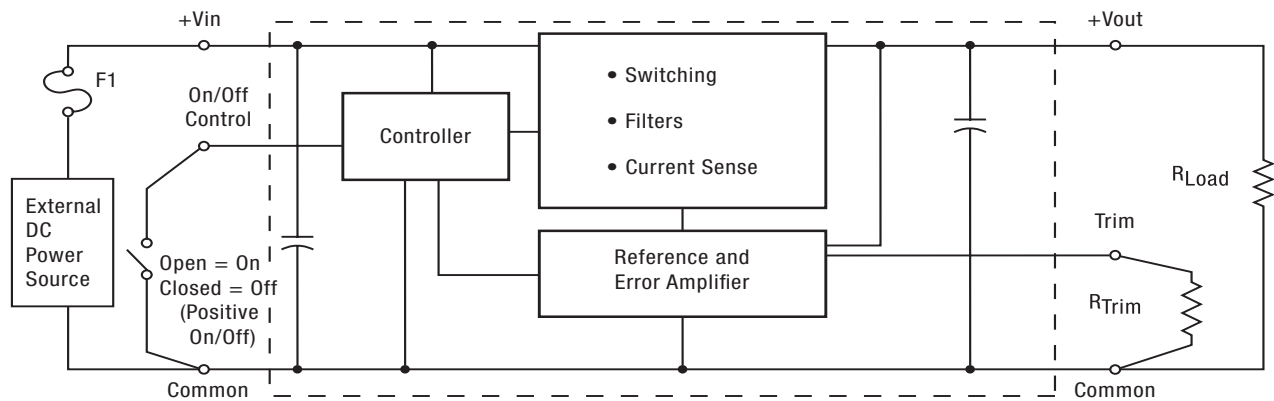 +Vin
+Vout
F1
On/Off
Control
Controller
• Switching
• Filters
• Current Sense
RLoad
External
DC
Power
Source
Open = On
Closed = Off
(Positive
On/Off)
Reference and
Error Amplifier
Trim
RTrim
Common
Common